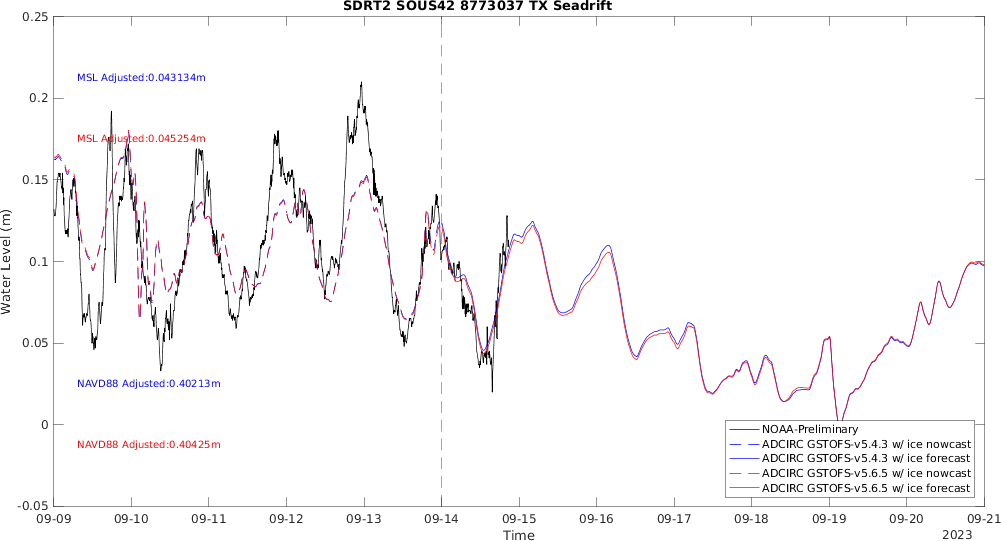 SDRT2 SOUS42 8773037 TX Seadrift
0.25
0.2
0.15
0.1
0.05
0
-0.05
Water Level (m)
MSL Adjusted:0.043134m
MSL Adjusted:0.045254m
NAVD88 Adjusted:0.40213m
NAVD88 Adjusted:0.40425m
NOAA-Preliminary
ADCIRC GSTOFS-v5.4.3 w/ ice nowcast
ADCIRC GSTOFS-v5.4.3 w/ ice forecast
ADCIRC GSTOFS-v5.6.5 w/ ice nowcast
ADCIRC GSTOFS-v5.6.5 w/ ice forecast
09-09 09-10 09-11 09-12 09-13 09-14 09-15 09-16 09-17 09-18 09-19 09-20 09-21
Time
2023